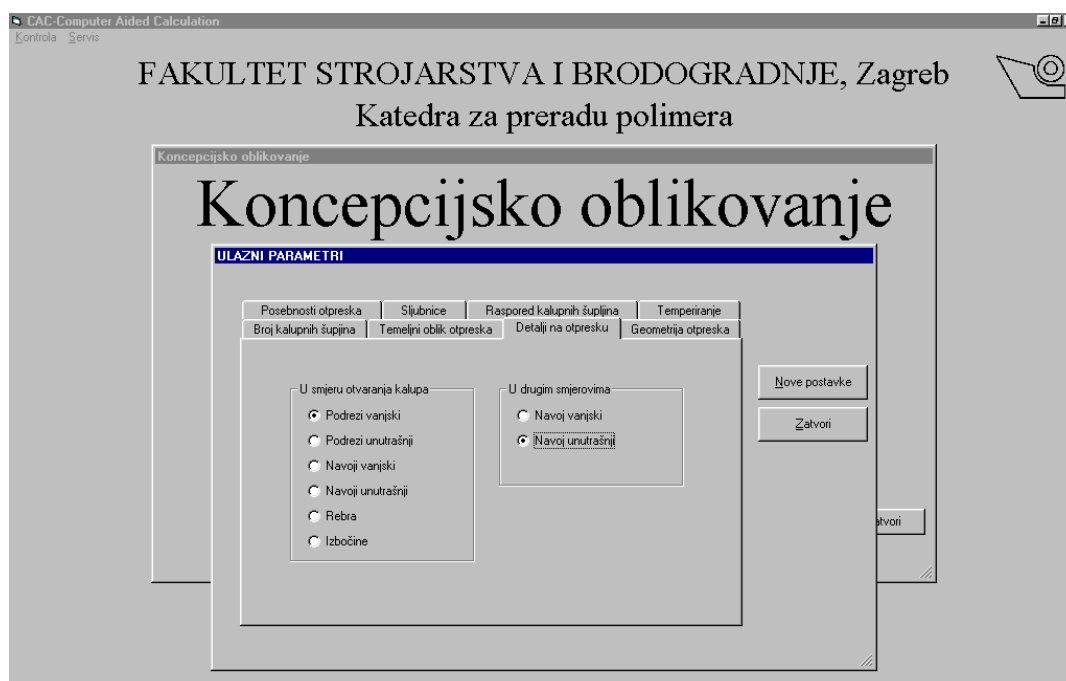 CAC-Computer Aided Calculation
Kontrola Servis
FAKULTET STROJARSTVA I BRODOGRADNJE, Zagreb
Katedra za preradu polimera
Koncepcijsko oblikovanje
Koncepcijsko oblikovanje
ULAZNI PARAMETRI
Posebnosti otpreska Sljubnice Raspored kalupnih šupljina Temperiranje
Broj kalupnih šupjina Temeljni oblik otpreska Detalji na otpresku Geometrija otpreska
U smjeru otvaranja kalupa
Podrezi vanjski
Podrezi unutrašnji
Navoji vanjski
Navoji unutrašnji
Rebra
Izbočine
U drugim smjerovima
Navoj vanjski
Navoj unutrašnji
Nove postavke
Zatvori
atvori